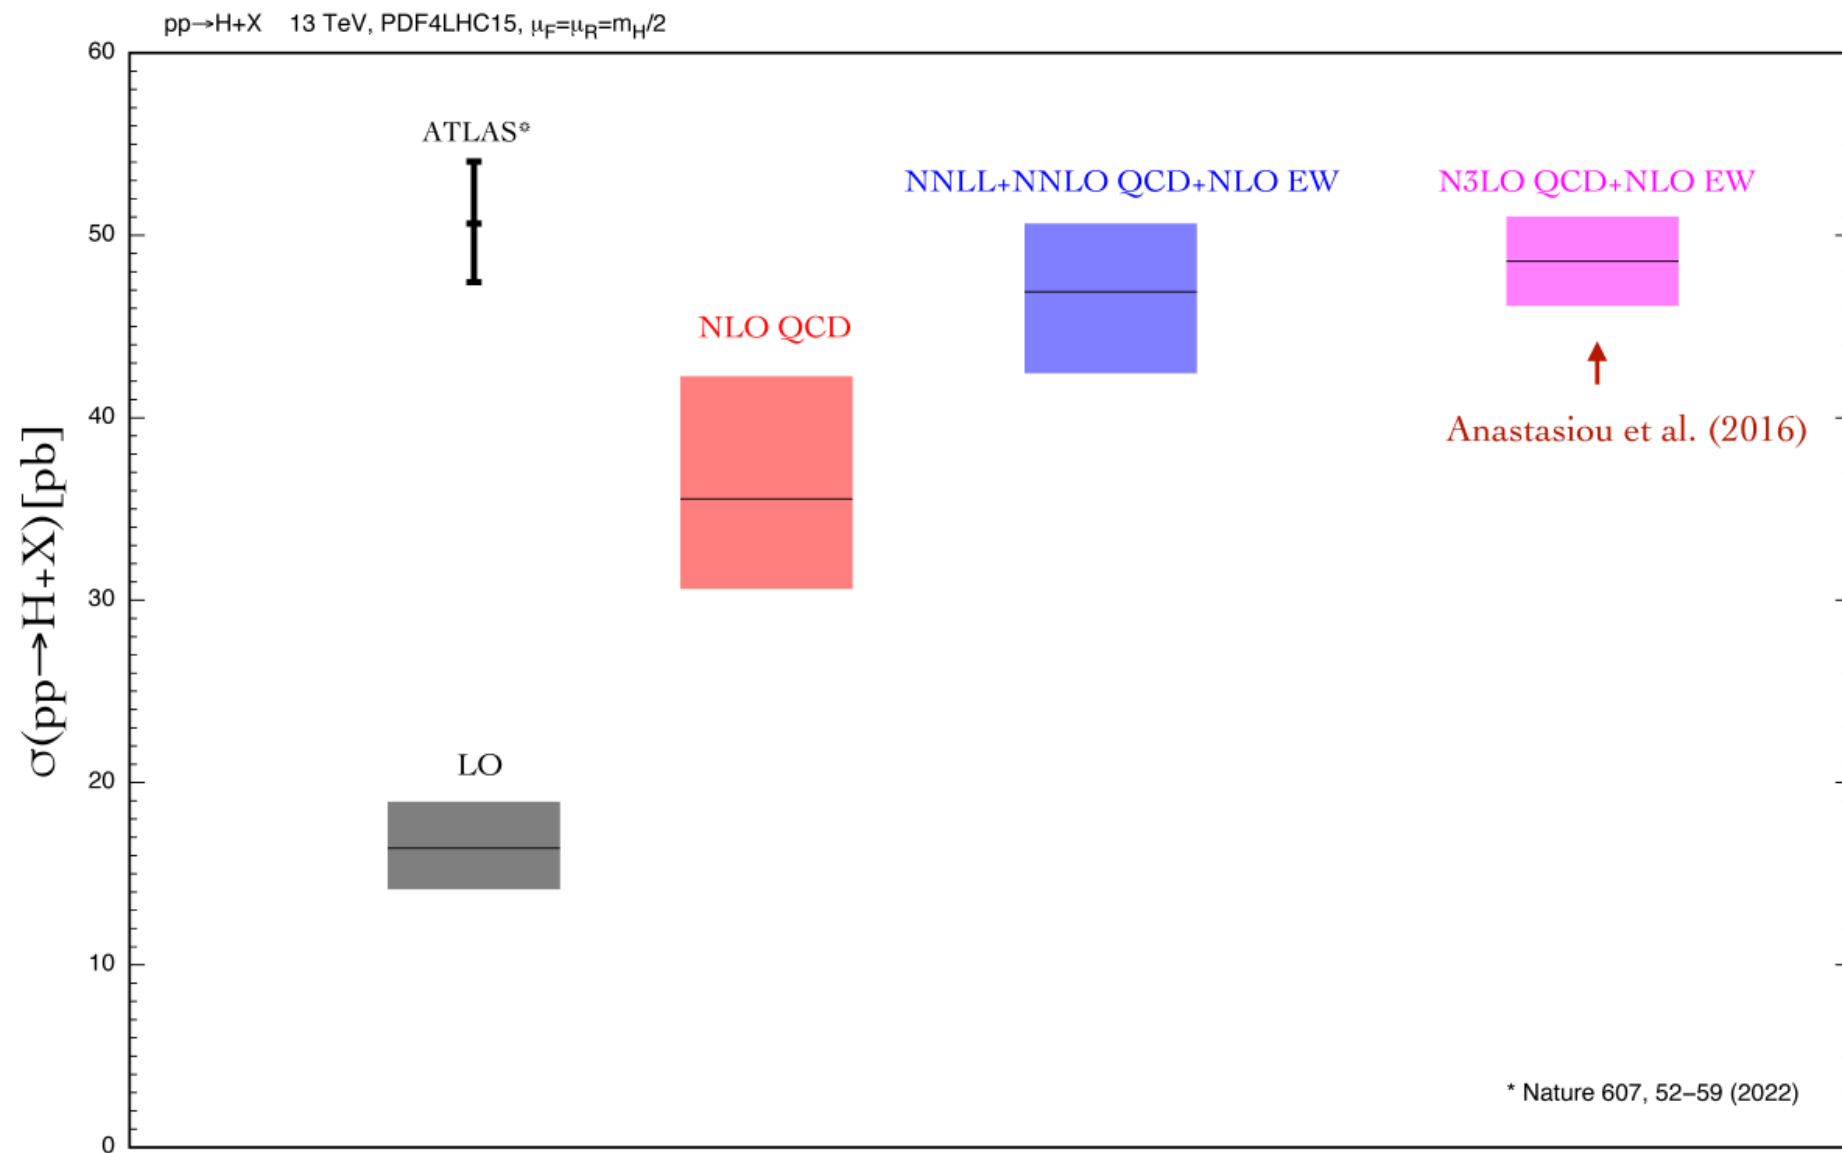 pp→H+X 13 TeV, PDF4LHC15, μF=μR=mH/2
60
ATLAS*
NNLL+NNLO QCD+NLO EW
N3LO QCD+NLO EW
50
NLO QCD
40
Anastasiou et al. (2016)
σ(pp→H+X)[pb]
30
LO
20
10
* Nature 607, 52–59 (2022)
0